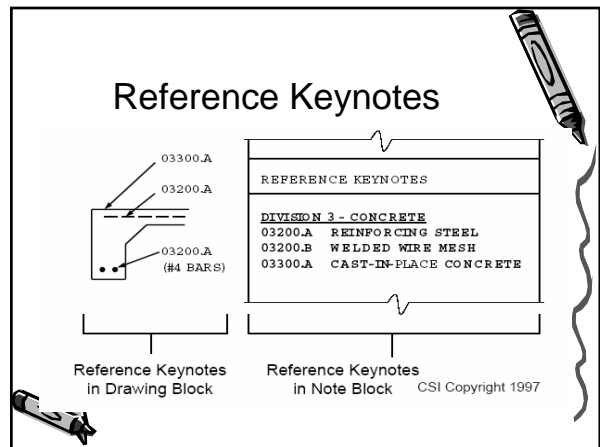 Reference Keynotes
03300.A
03200.A
03200.A
(#4 BARS)
REFERENCE KEYNOTES
DIVISION 3 - CONCRETE
03200.A REINFORCING STEEL
03200.B WELDED WIRE MESH
03300.A CAST-IN-PLACE CONCRETE
Reference Keynotes
in Drawing Block
Reference Keynotes
in Note Block
CSI Copyright 1997